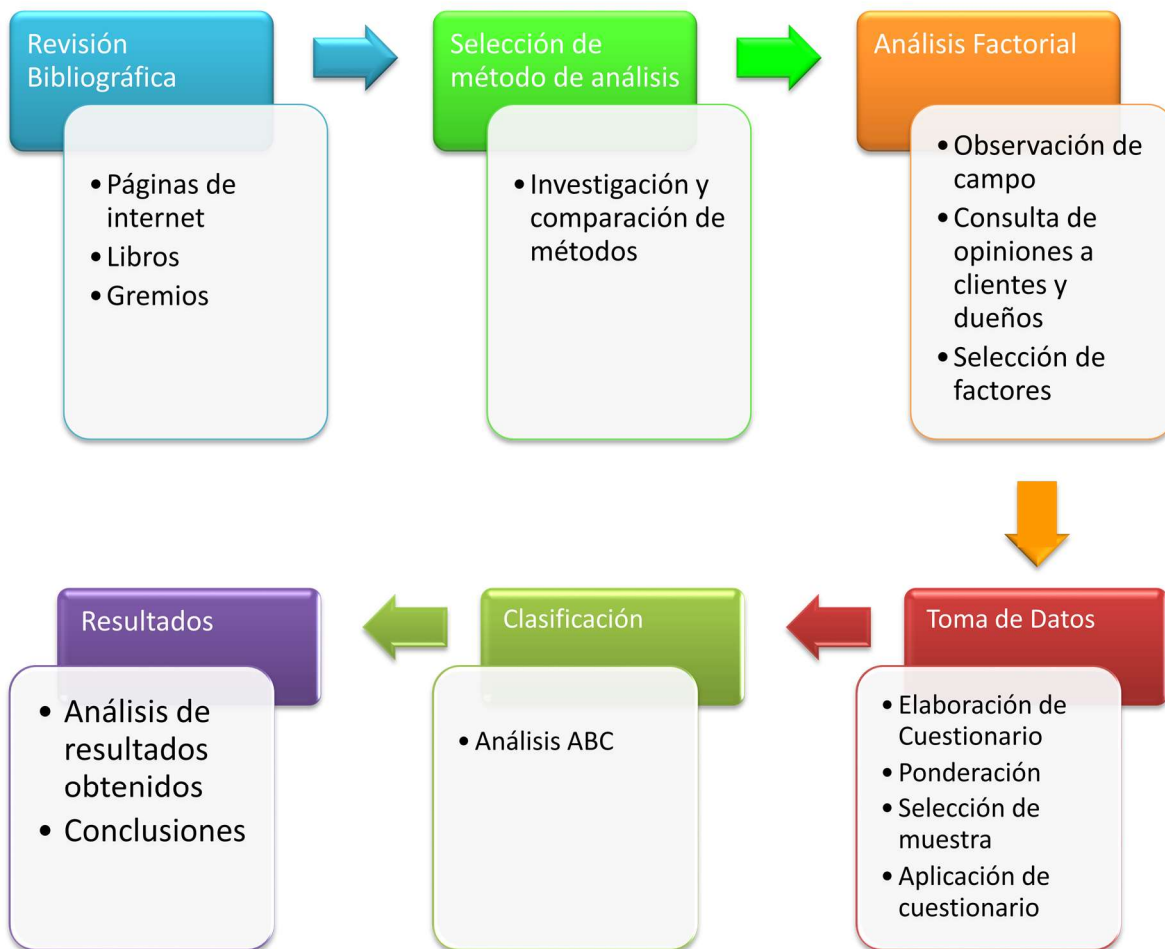 Revisión
Bibliográfica
• Páginas de
internet
• Libros
• Gremios
Selección de
método de análisis
• Investigación y
comparación de
métodos
Análisis Factorial
• Observación de
campo
• Consulta de
opiniones a
clientes y
dueños
• Selección de
factores
Toma de Datos
• Elaboración de
Cuestionario
• Ponderación
• Selección de
muestra
• Aplicación de
cuestionario
Clasificación
• Análisis ABC
Resultados
• Análisis de
resultados
obtenidos
• Conclusiones